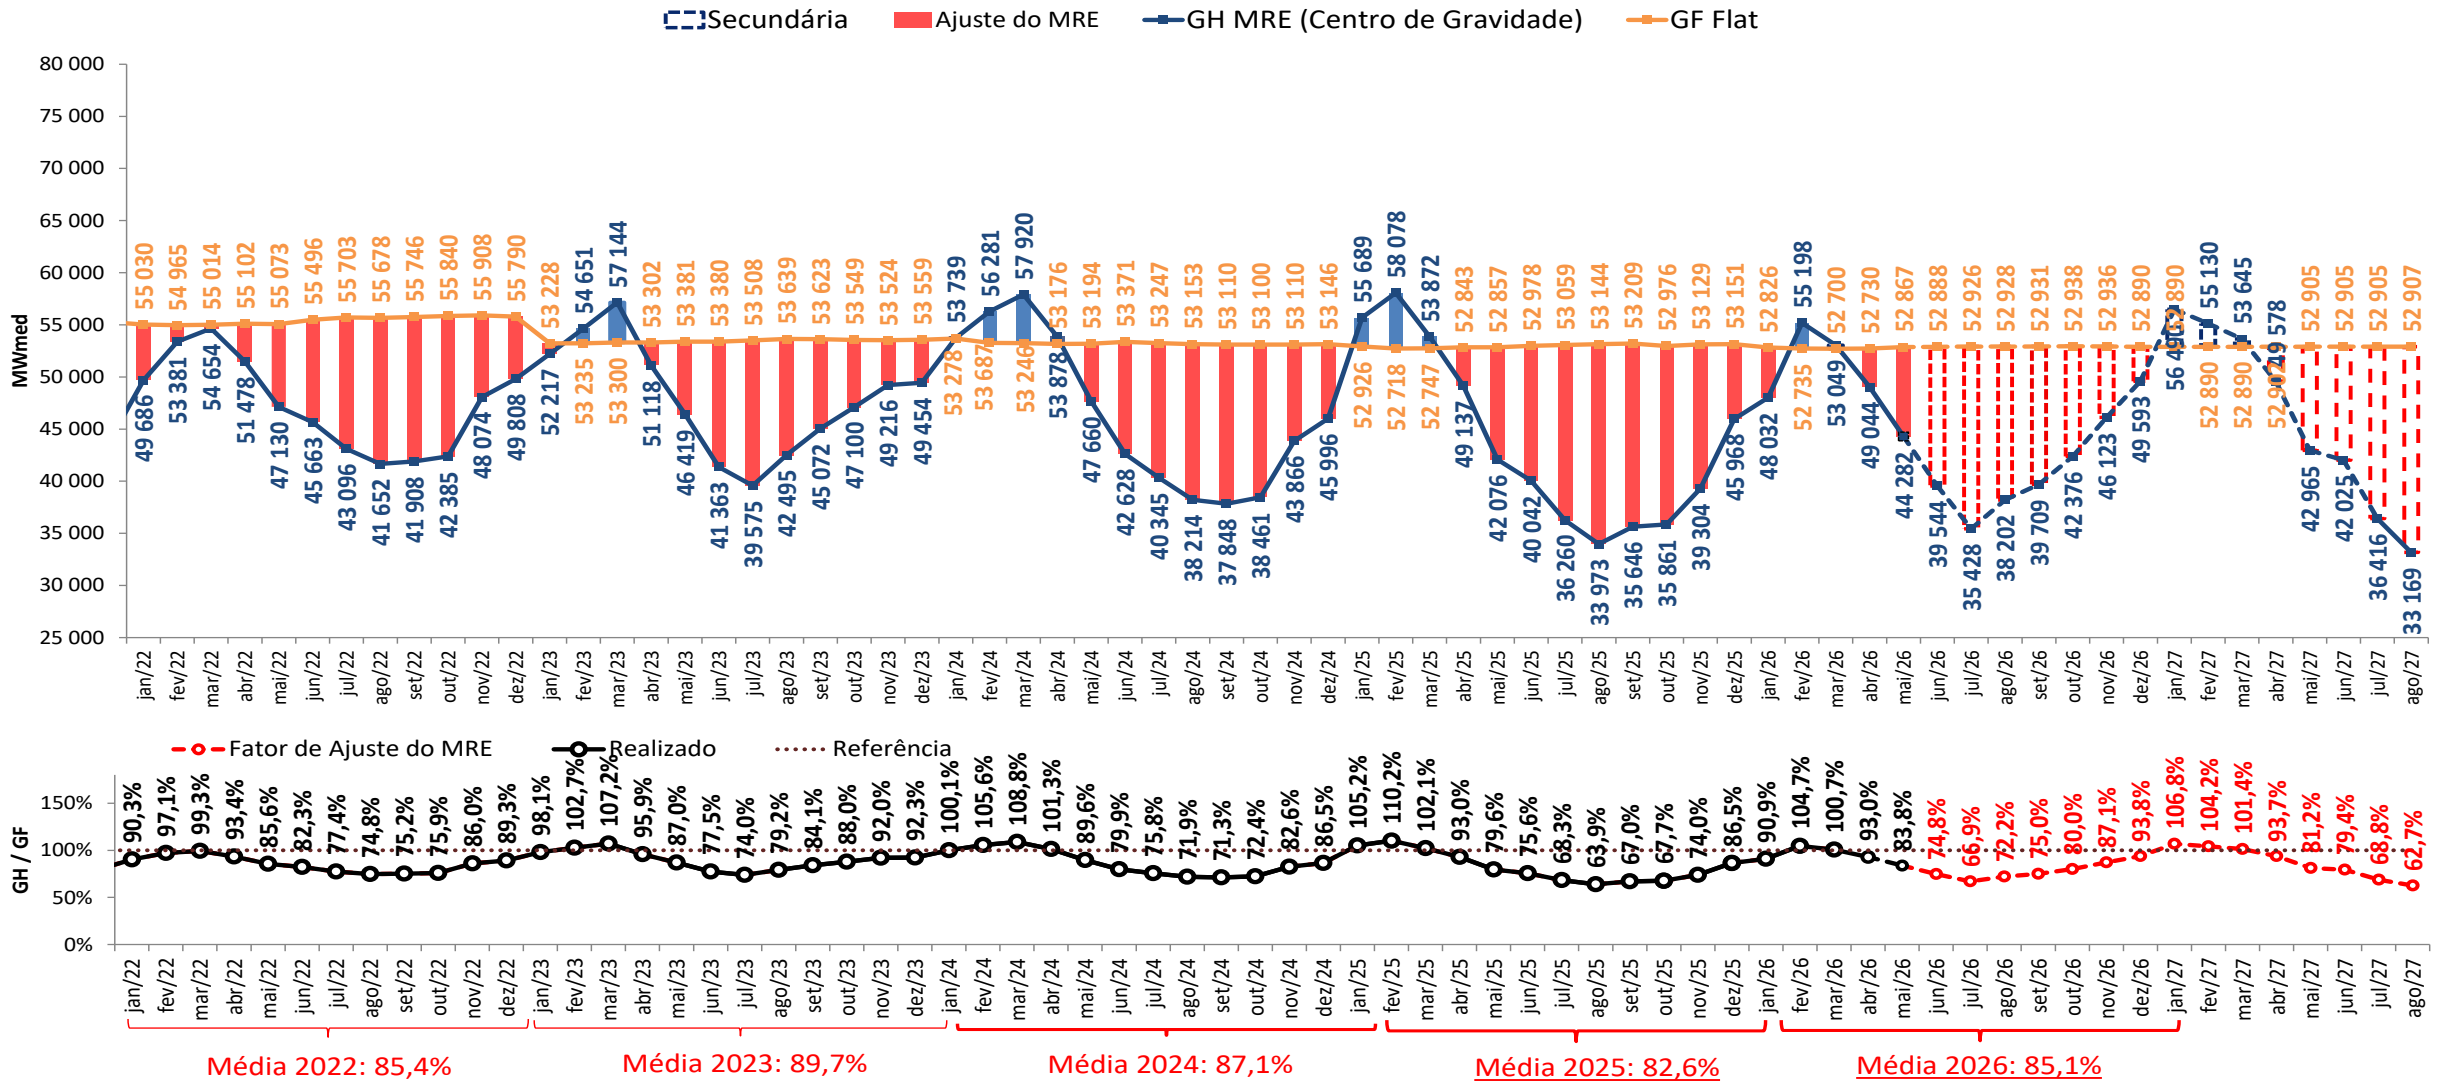 Secundária Ajuste do MRE GH MRE (Centro de Gravidade) GF Flat
MWmed
80 000
75 000
70 000
65 000
60 000
55 000
50 000
45 000
40 000
35 000
30 000
25 000
55 030 54 965 55 014 55 102 55 073 55 496 55 703 55 678 55 746 55 840 55 908 55 790 53 228 54 651 57 144 53 302 53 381 53 380 53 508 53 639 53 623 53 549 53 524 53 559 53 739 56 281 57 920 53 176 53 194 53 371 53 247 53 153 53 110 53 100 53 110 53 146 55 689 58 078 53 872 52 843 52 857 52 978 53 059 53 144 53 209 52 976 53 129 53 151 52 826 55 198 52 700 52 730 52 867 52 888 52 926 52 928 52 931 52 938 52 936 52 890 52 890 55 130 53 645 49 578 52 905 52 905 52 905 52 907
49 686 53 381 54 654 51 478 47 130 45 663 43 096 41 652 41 908 42 385 48 074 49 808 52 217 53 235 53 300 51 118 46 419 41 363 39 575 42 495 45 072 47 100 49 216 49 454 53 278 53 687 53 246 53 878 47 660 42 628 40 345 38 214 37 848 38 461 43 866 45 996 52 926 52 718 52 747 49 137 42 076 40 042 36 260 33 973 35 646 35 861 39 304 45 968 48 032 52 735 53 049 49 044 44 282 39 544 35 428 38 202 39 709 42 376 46 123 49 593 56 490 52 890 52 890 52 902 42 965 42 025 36 416 33 169
jan/22 fev/22 mar/22 abr/22 mai/22 jun/22 jul/22 ago/22 set/22 out/22 nov/22 dez/22 jan/23 fev/23 mar/23 abr/23 mai/23 jun/23 jul/23 ago/23 set/23 out/23 nov/23 dez/23 jan/24 fev/24 mar/24 abr/24 mai/24 jun/24 jul/24 ago/24 set/24 out/24 nov/24 dez/24 jan/25 fev/25 mar/25 abr/25 mai/25 jun/25 jul/25 ago/25 set/25 out/25 nov/25 dez/25 jan/26 fev/26 mar/26 abr/26 mai/26 jun/26 jul/26 ago/26 set/26 out/26 nov/26 dez/26 jan/27 fev/27 mar/27 abr/27 mai/27 jun/27 jul/27 ago/27
Fator de Ajuste do MRE Realizado Referência
GH / GF
150%
100%
50%
0%
90,3% 97,1% 99,3% 93,4% 85,6% 82,3% 77,4% 74,8% 75,2% 75,9% 86,0% 89,3% 98,1% 102,7% 107,2% 95,9% 87,0% 77,5% 74,0% 79,2% 84,1% 88,0% 92,0% 92,3% 100,1% 105,6% 108,8% 101,3% 89,6% 79,9% 75,8% 71,9% 71,3% 72,4% 82,6% 86,5% 105,2% 110,2% 102,1% 93,0% 79,6% 75,6% 68,3% 63,9% 67,0% 67,7% 74,0% 86,5% 90,9% 104,7% 100,7% 93,0% 83,8% 74,8% 66,9% 72,2% 75,0% 80,0% 87,1% 93,8% 106,8% 104,2% 101,4% 93,7% 81,2% 79,4% 68,8% 62,7%
jan/22 fev/22 mar/22 abr/22 mai/22 jun/22 jul/22 ago/22 set/22 out/22 nov/22 dez/22 jan/23 fev/23 mar/23 abr/23 mai/23 jun/23 jul/23 ago/23 set/23 out/23 nov/23 dez/23 jan/24 fev/24 mar/24 abr/24 mai/24 jun/24 jul/24 ago/24 set/24 out/24 nov/24 dez/24 jan/25 fev/25 mar/25 abr/25 mai/25 jun/25 jul/25 ago/25 set/25 out/25 nov/25 dez/25 jan/26 fev/26 mar/26 abr/26 mai/26 jun/26 jul/26 ago/26 set/26 out/26 nov/26 dez/26 jan/27 fev/27 mar/27 abr/27 mai/27 jun/27 jul/27 ago/27
Média 2022: 85,4% Média 2023: 89,7% Média 2024: 87,1% Média 2025: 82,6% Média 2026: 85,1%